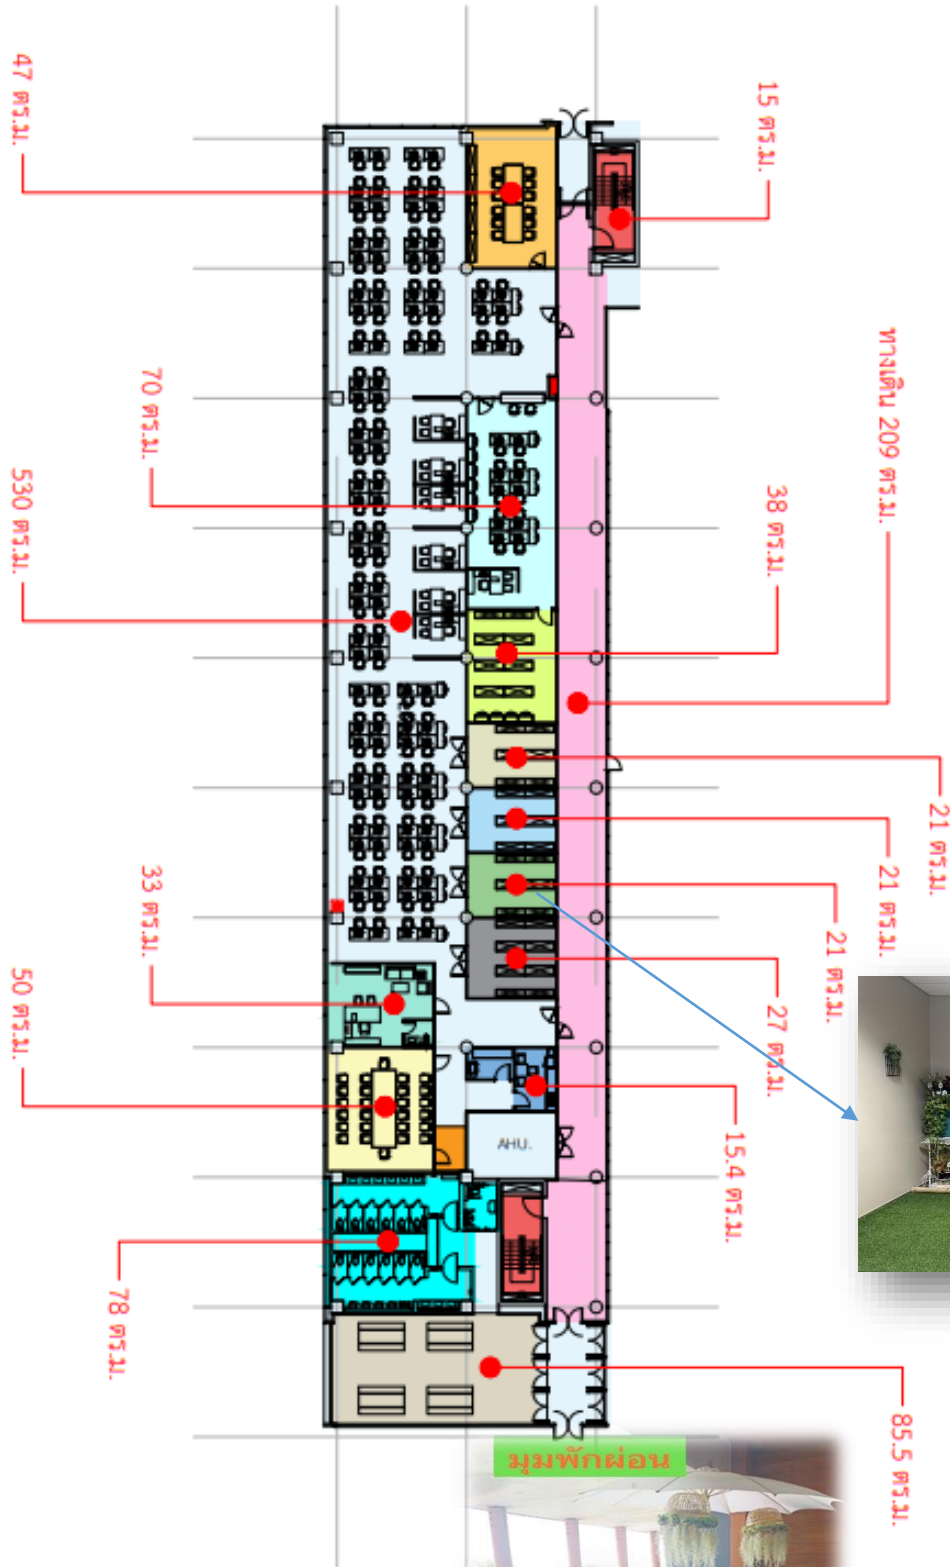 47 ตร.ม.
15 ตร.ม.
ทางเดิน 209 ตร.ม.
70 ตร.ม.
530 ตร.ม.
38 ตร.ม.
21 ตร.ม.
21 ตร.ม.
21 ตร.ม.
33 ตร.ม.
50 ตร.ม.
27 ตร.ม.
15.4 ตร.ม.
AHU.
78 ตร.ม.
85.5 ตร.ม.
มุมพักผ่อน